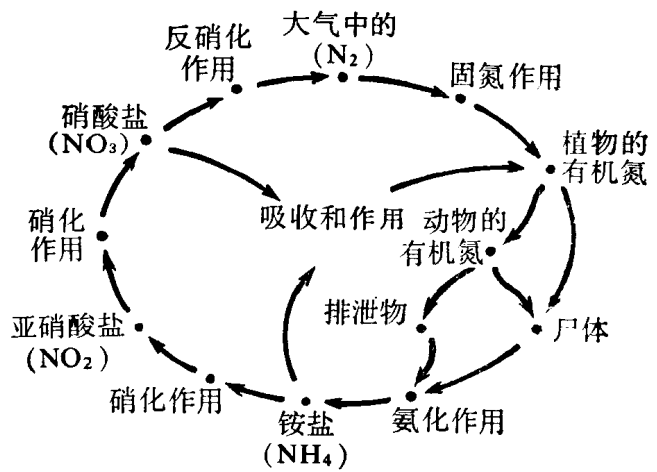 大气中的
(N₂)
反硝化
作用
固氮作用
硝酸盐
(NO₃)
植物的
有机氮
吸收和作用
动物的
有机氮
硝化
作用
排泄物
尸体
亚硝酸盐
(NO₂)
硝化作用
铵盐
(NH₄)
氨化作用